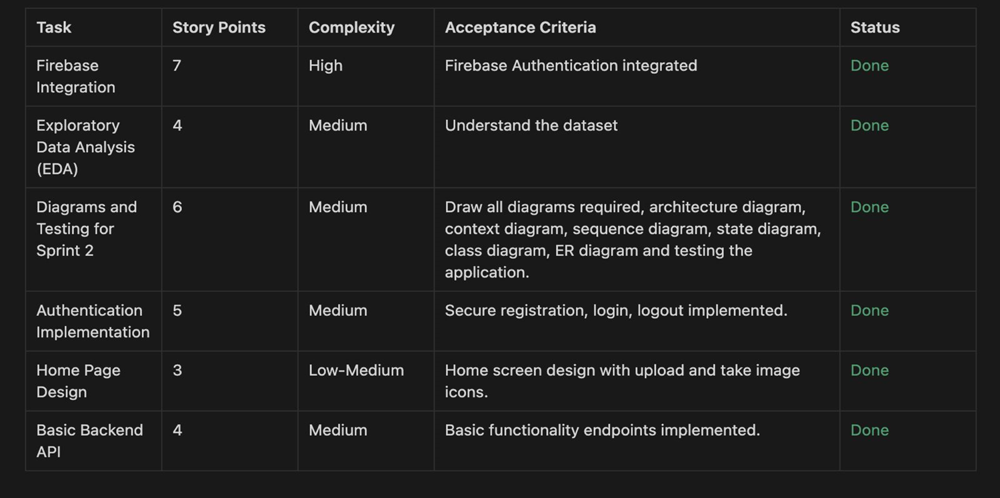 Task Story Points Complexity Acceptance Criteria Status
Firebase Integration 7 High Firebase Authentication integrated Done
Exploratory Data Analysis (EDA) 4 Medium Understand the dataset Done
Diagrams and Testing for Sprint 2 6 Medium Draw all diagrams required, architecture diagram, context diagram, sequence diagram, state diagram, class diagram, ER diagram and testing the application. Done
Authentication Implementation 5 Medium Secure registration, login, logout implemented. Done
Home Page Design 3 Low-Medium Home screen design with upload and take image icons. Done
Basic Backend API 4 Medium Basic functionality endpoints implemented. Done